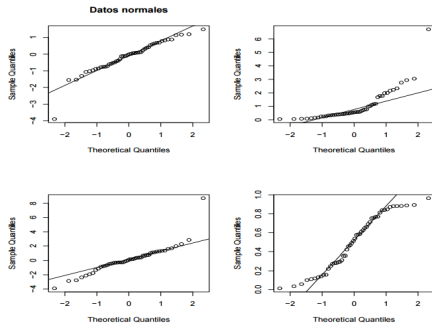 Datos normales
Sample Quantiles
1
0
−1
−2
−3
−4
−2 −1 0 1 2
Theoretical Quantiles
Sample Quantiles
6
5
4
3
2
1
0
−2 −1 0 1 2
Theoretical Quantiles
Sample Quantiles
8
6
4
2
0
−2
−4
−2 −1 0 1 2
Theoretical Quantiles
Sample Quantiles
1.0
0.8
0.6
0.4
0.2
0.0
−2 −1 0 1 2
Theoretical Quantiles